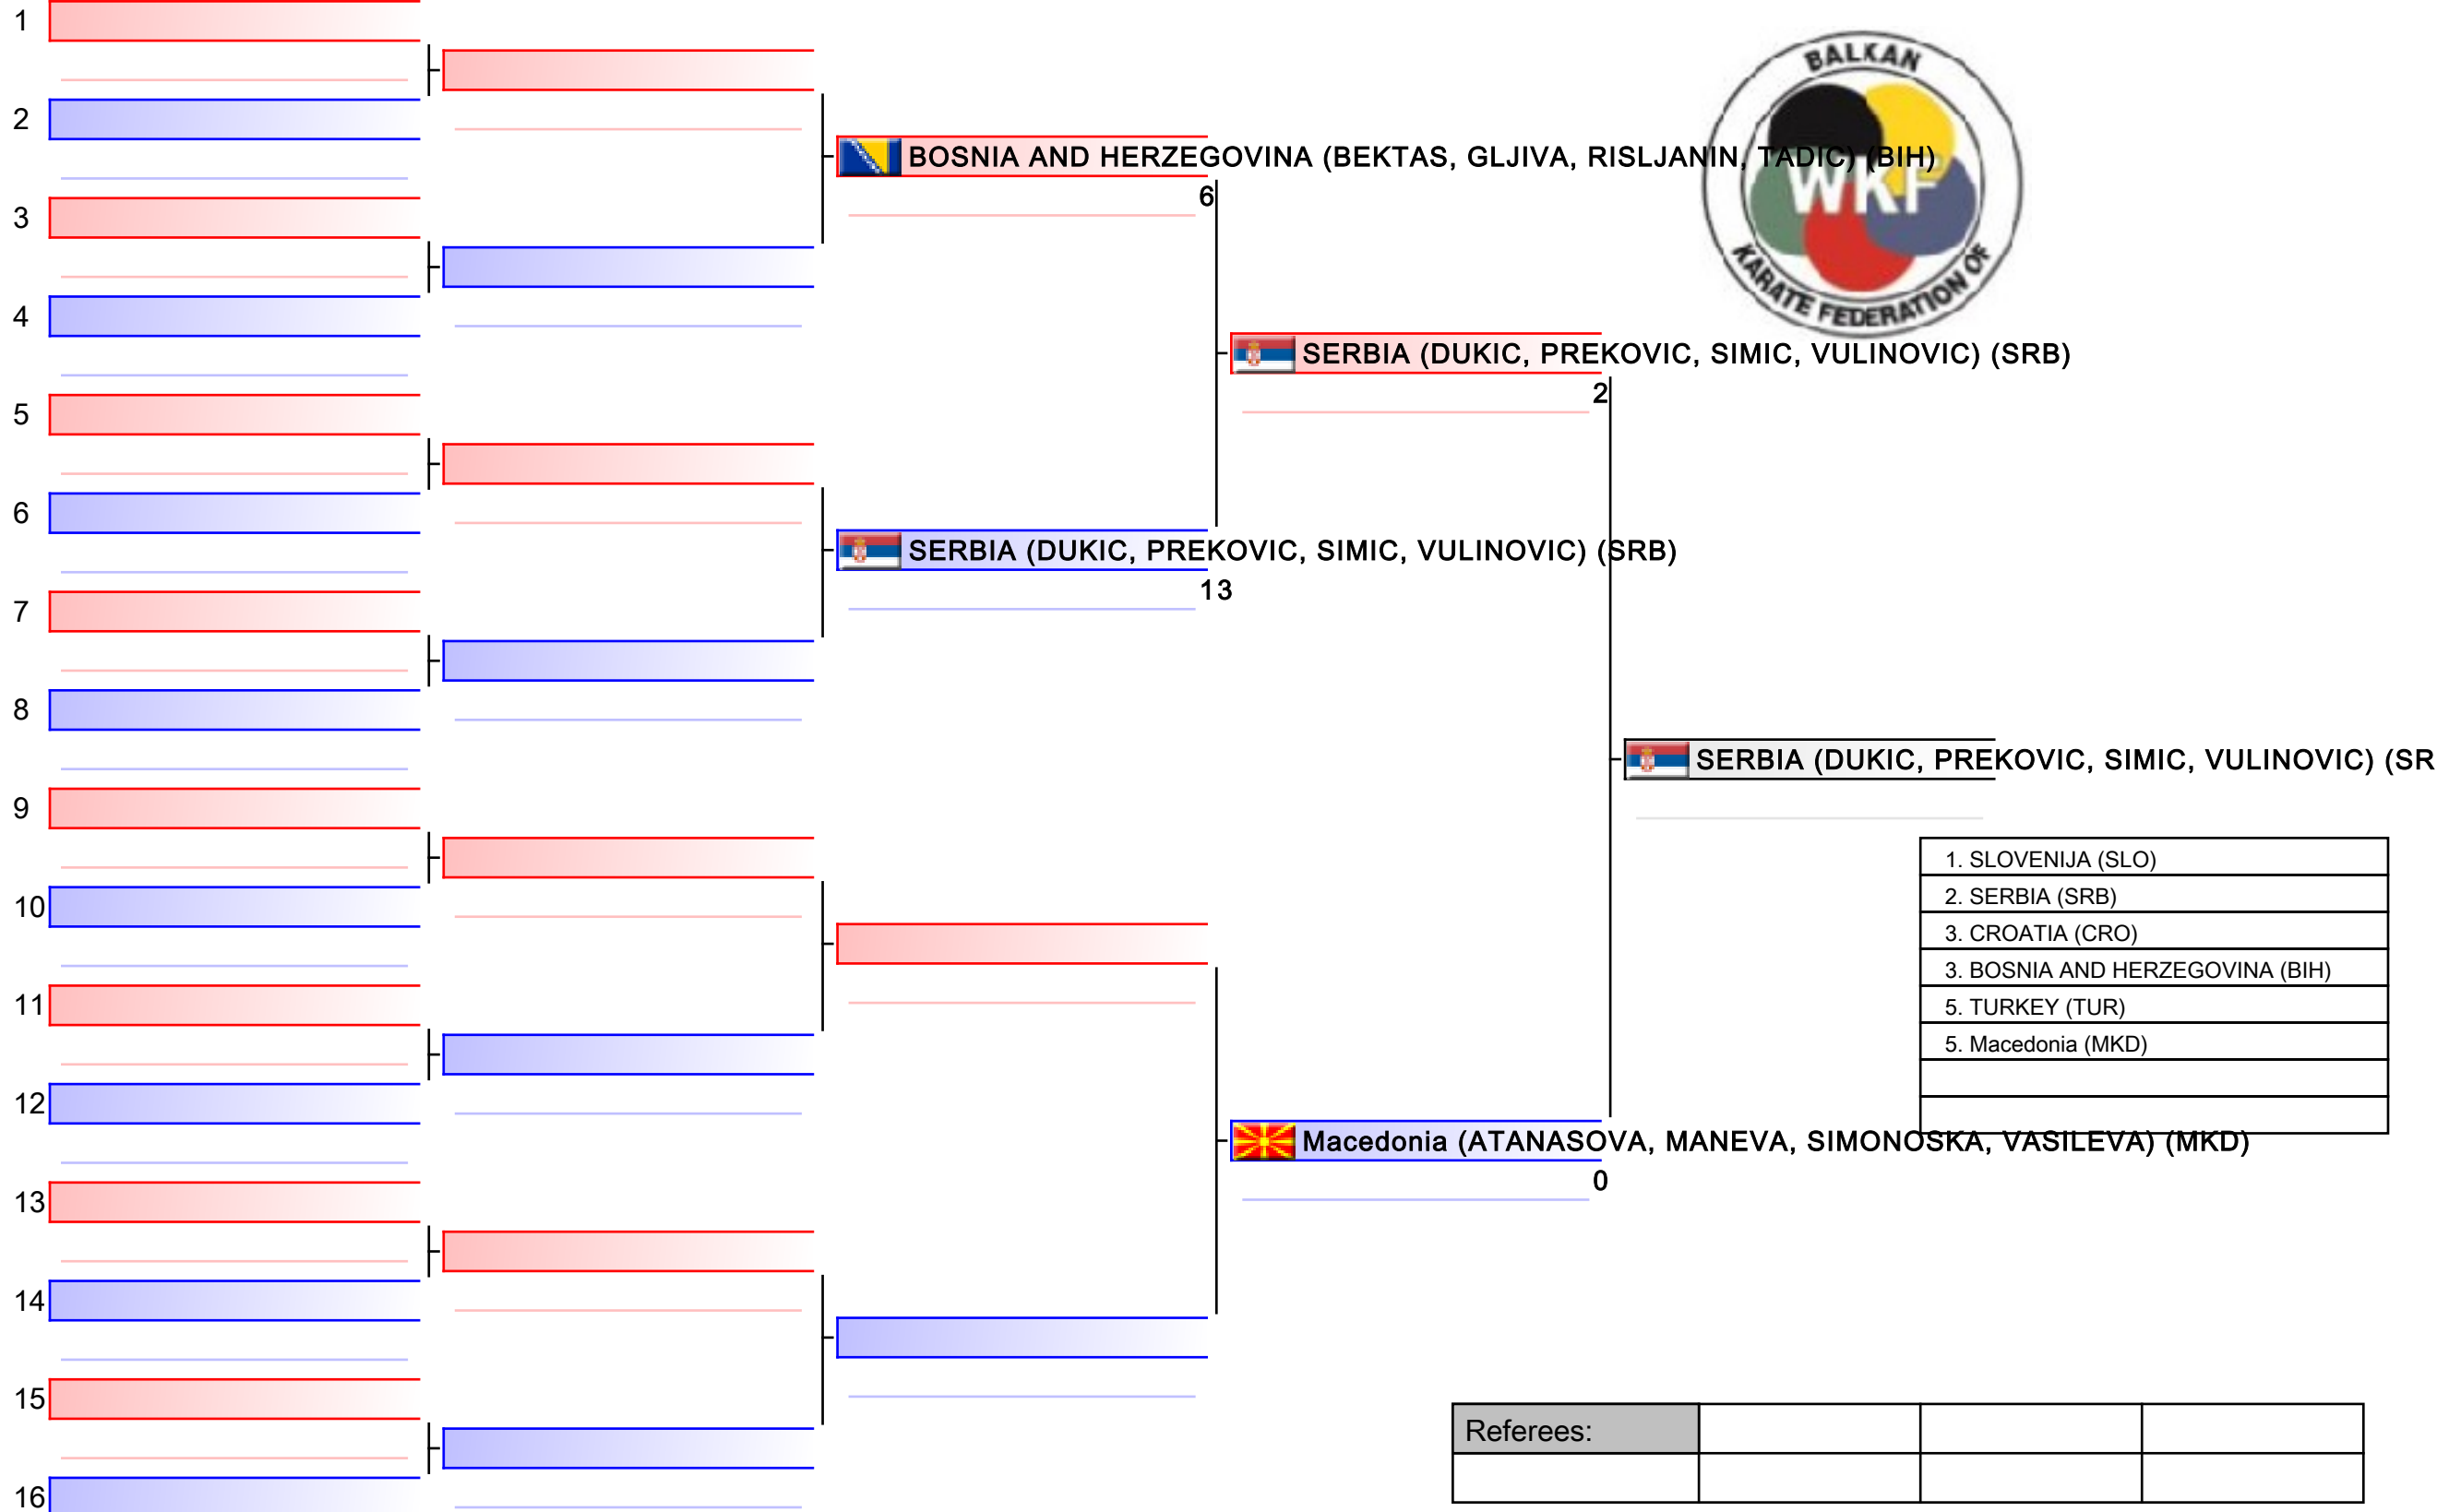 1
2
3
4
5
6
7
8
9
10
11
12
13
14
15
16
BOSNIA AND HERZEGOVINA (BEKTAS, GLJIVA, RISLJANIN, TADIC) (BIH)
6
SERBIA (DUKIC, PREKOVIC, SIMIC, VULINOVIC) (SRB)
13
SERBIA (DUKIC, PREKOVIC, SIMIC, VULINOVIC) (SRB)
2
Macedonia (ATANASOVA, MANEVA, SIMONOSKA, VASILEVA) (MKD)
0
SERBIA (DUKIC, PREKOVIC, SIMIC, VULINOVIC) (SR
BALKAN
WKF
KARATE FEDERATION OF
1. SLOVENIJA (SLO)
2. SERBIA (SRB)
3. CROATIA (CRO)
3. BOSNIA AND HERZEGOVINA (BIH)
5. TURKEY (TUR)
5. Macedonia (MKD)
Referees: